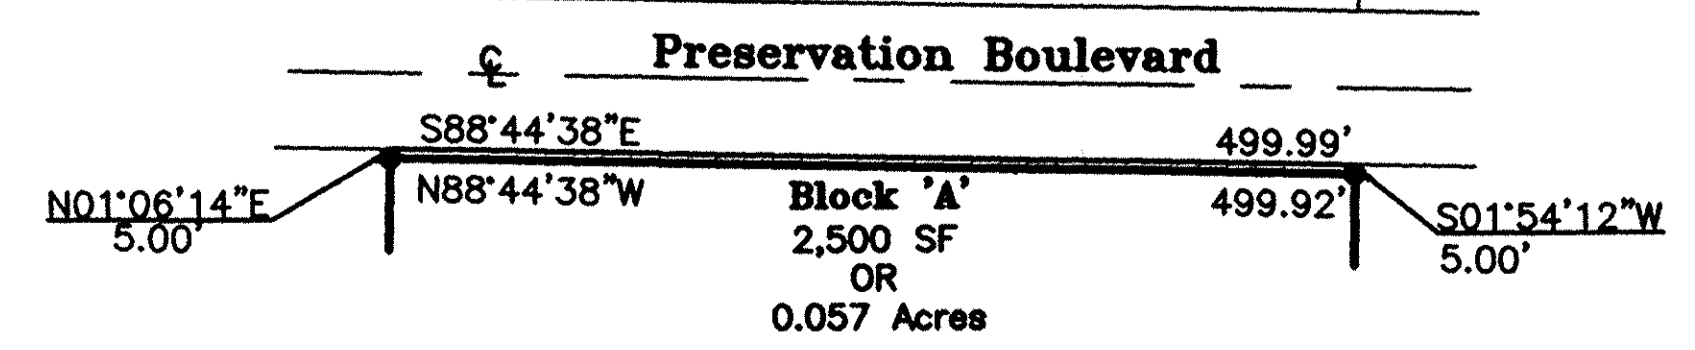 ℄ Preservation Boulevard
S88°44'38"E
499.99'
N01°06'14"E
5.00'
N88°44'38"W
499.92'
Block 'A'
2,500 SF
OR
0.057 Acres
S01°54'12"W
5.00'